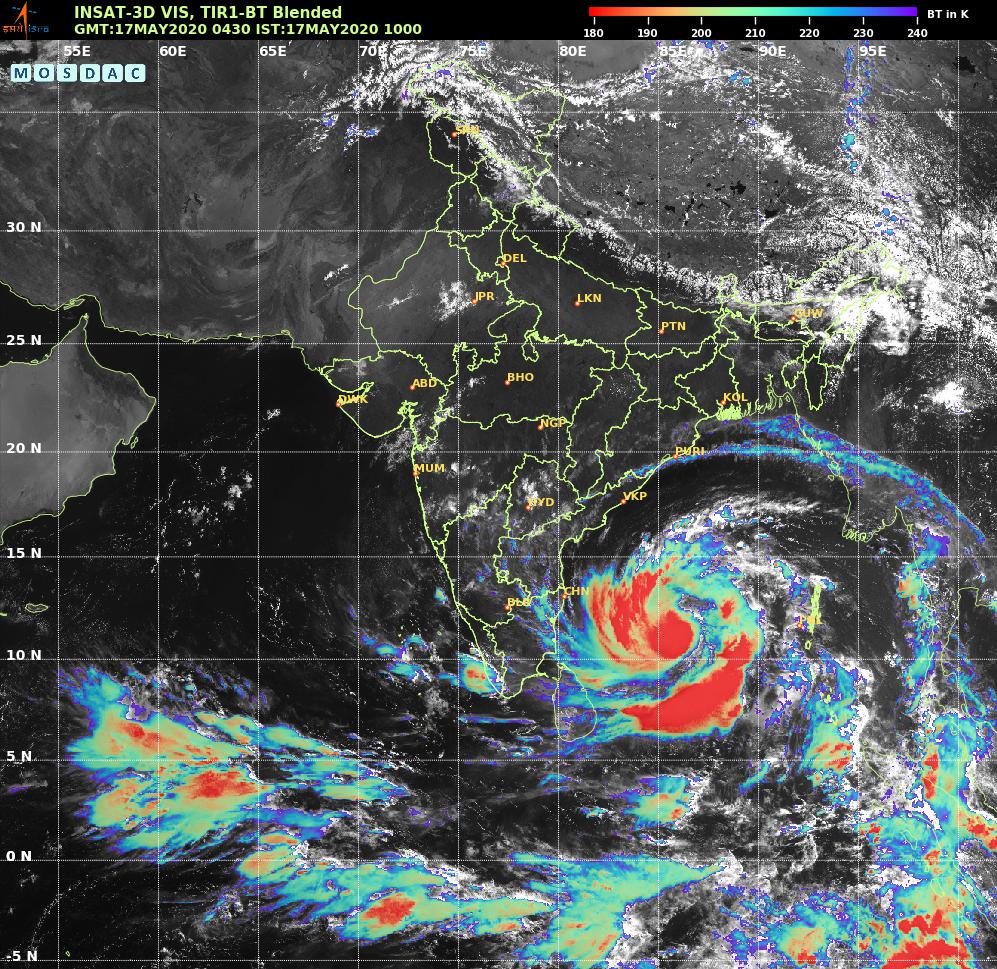 INSAT-3D VIS, TIR1-BT Blended
GMT:17MAY2020 0430 IST:17MAY2020 1000
BT in K
180 190 200 210 220 230 240
55E 60E 65E 70E 75E 80E 85E 90E 95E
MOSDAC
30 N
DEL
JPR
LKN
GUW
PTN
25 N
BHO
ABD
DWK
KOL
NGP
20 N
PURI
MUM
VKP
HYD
15 N
CHN
BLR
10 N
5 N
0 N
-5 N